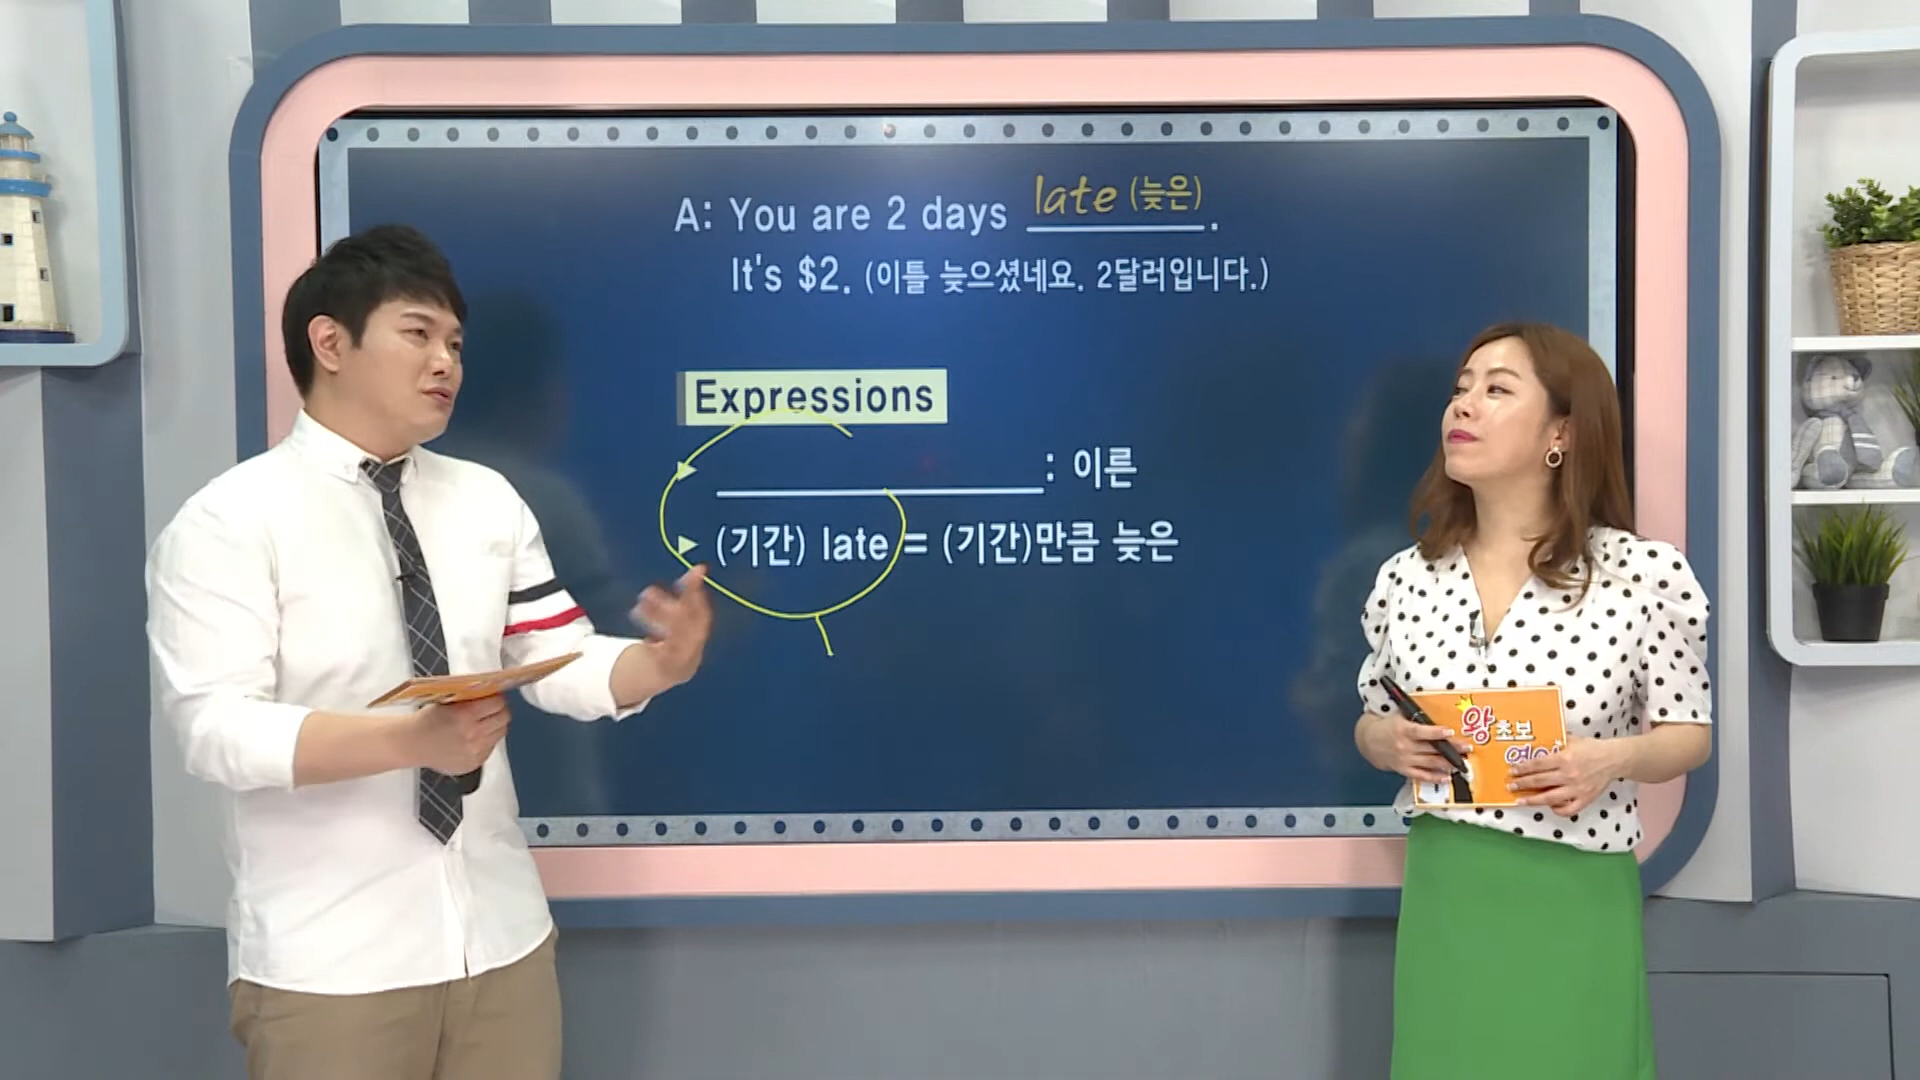 A: You are 2 days late (늦은).
It's $2. (이틀 늦으셨네요. 2달러입니다.)
Expressions
▶ ____________: 이른
▶ (기간) late = (기간)만큼 늦은
왕초보